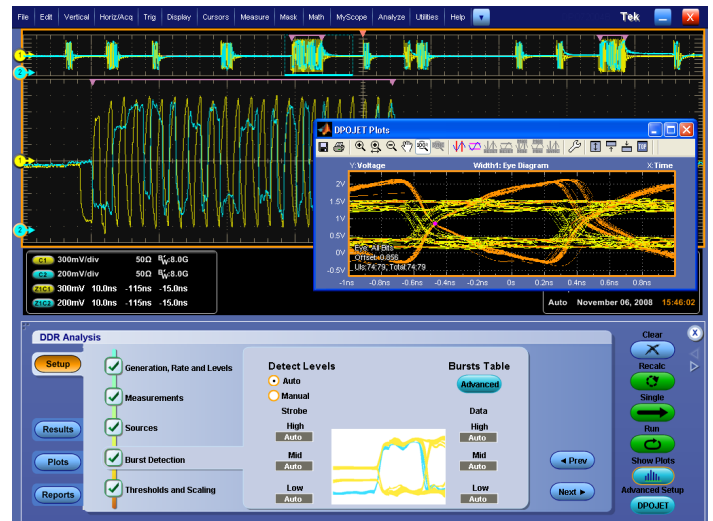 File Edit Vertical Horiz/Acq Trig Display Cursors Measure Mask Math MyScope Analyze Utilities Help Tek X
1
2
DPOJET Plots
Y:Voltage Width1: Eye Diagram X:Time
2V
1.5V
1V
0.5V
0V
-0.5V
Eye: All Bits
Offset: 0.856
UIs:7479, Total:7479
-1ns -0.8ns -0.6ns -0.4ns -0.2ns 0s 0.2ns 0.4ns 0.6ns 0.8ns
1
2
C1 300mV/div 50Ω BW:8.0G
C2 200mV/div 50Ω BW:8.0G
Z1C1 300mV 10.0ns -115ns -15.0ns
Z1C2 200mV 10.0ns -115ns -15.0ns
Auto November 06, 2008 15:46:02
DDR Analysis
Setup
Results
Plots
Reports
Generation, Rate and Levels
Measurements
Sources
Burst Detection
Thresholds and Scaling
Detect Levels
Auto
Manual
Strobe
High
Auto
Mid
Auto
Low
Auto
Bursts Table
Advanced
Data
High
Auto
Mid
Auto
Low
Auto
Prev
Next
Clear X
Recalc
Single
Run
Show Plots
Advanced Setup
DPOJET